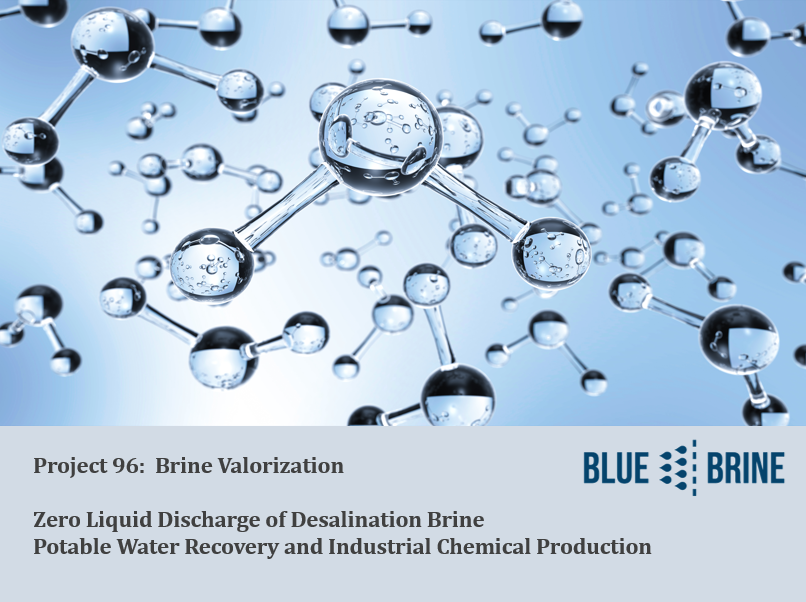 Project 96: Brine Valorization
BLUE BRINE
Zero Liquid Discharge of Desalination Brine
Potable Water Recovery and Industrial Chemical Production